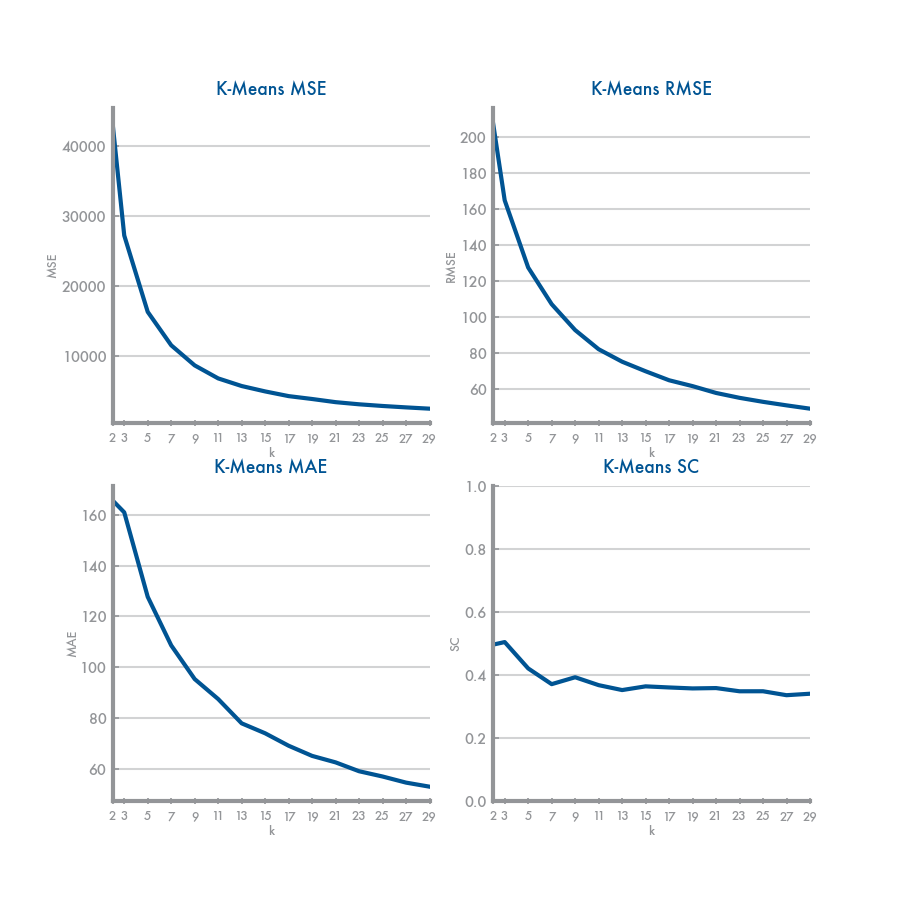 K-Means MSE
40000
30000
20000
10000
MSE
2 3 5 7 9 11 13 15 17 19 21 23 25 27 29
k
K-Means RMSE
200
180
160
140
120
100
80
60
RMSE
2 3 5 7 9 11 13 15 17 19 21 23 25 27 29
k
K-Means MAE
160
140
120
100
80
60
MAE
2 3 5 7 9 11 13 15 17 19 21 23 25 27 29
k
K-Means SC
1.0
0.8
0.6
0.4
0.2
0.0
SC
2 3 5 7 9 11 13 15 17 19 21 23 25 27 29
k